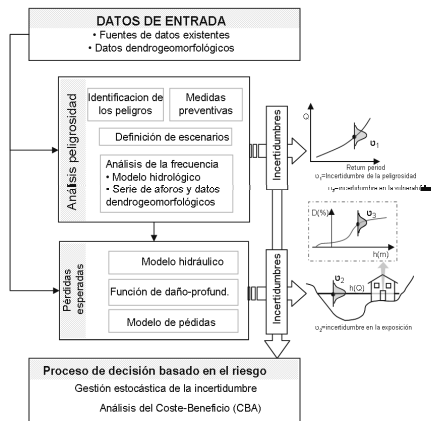 DATOS DE ENTRADA
• Fuentes de datos existentes
• Datos dendrogeomorfológicos
Análisis peligrosidad
Identificacion de
los peligros
Medidas
preventivas
Definición de escenarios
Análisis de la frecuencia
• Modelo hidrológico
• Serie de aforos y datos
dendrogeomorfológicos
Incertidumbres
Q
υ1
Return period
υ1=Incertidumbre de la peligrosidad
=incertidumbre en la
D(%)
υ3
h(m)
Pérdidas
esperadas
Modelo hidráulico
Función de daño-profund.
Modelo de pédidas
Incertidumbres
υ2
h(Q)
υ2=incertidumbre en la exposición
Proceso de decisión basado en el riesgo
Gestión estocástica de la incertidumbre
Análisis del Coste-Beneficio (CBA)